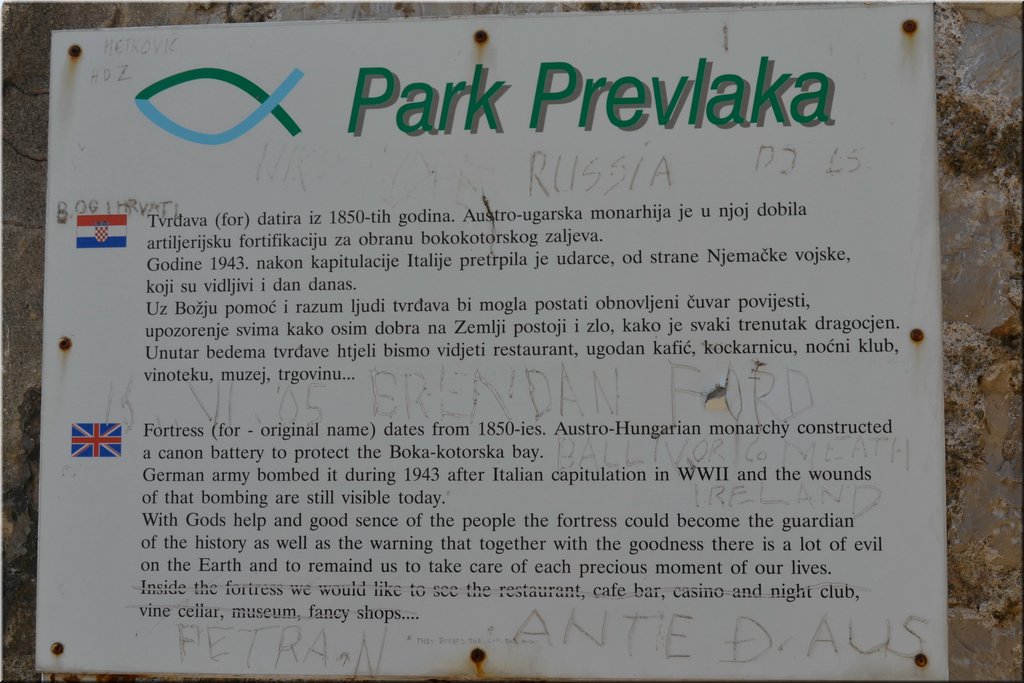 METKOVIĆ
HDZ
Park Prevlaka
RUSSIA
BOG I HRVATI
Tvrđava (for) datira iz 1850-tih godina. Austro-ugarska monarhija je u njoj dobila
artiljerijsku fortifikaciju za obranu bokokotorskog zaljeva.
Godine 1943. nakon kapitulacije Italije pretrpila je udarce, od strane Njemačke vojske,
koji su vidljivi i dan danas.
Uz Božju pomoć i razum ljudi tvrđava bi mogla postati obnovljeni čuvar povijesti,
upozorenje svima kako osim dobra na Zemlji postoji i zlo, kako je svaki trenutak dragocjen.
Unutar bedema tvrđave htjeli bismo vidjeti restaurant, ugodan kafić, kockarnicu, noćni klub,
vinoteku, muzej, trgovinu...
BRENDAN FORD
Fortress (for - original name) dates from 1850-ies. Austro-Hungarian monarchy constructed
a canon battery to protect the Boka-kotorska bay.
BALLIVOR Co MEATH
German army bombed it during 1943 after Italian capitulation in WWII and the wounds
of that bombing are still visible today.
IRELAND
With Gods help and good sence of the people the fortress could become the guardian
of the history as well as the warning that together with the goodness there is a lot of evil
on the Earth and to remaind us to take care of each precious moment of our lives.
Inside the fortress we would like to see the restaurant, cafe bar, casino and night club,
vine cellar, museum, fancy shops....
ANTE Đ. AUS